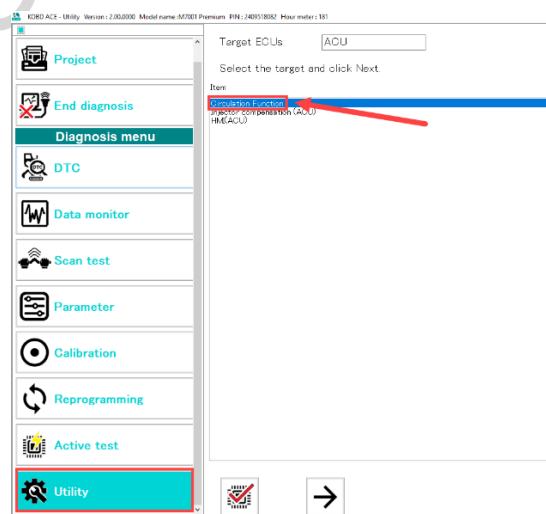 KOBD ACE - Utility Version : 2.00.0000 Model name :M7001 Premium PIN : 2409518082 Hour meter : 181
Project
End diagnosis
Diagnosis menu
DTC
Data monitor
Scan test
Parameter
Calibration
Reprogramming
Active test
Utility
Target ECUs
ACU
Select the target and click Next.
Item
Circulation Function
Injector compensation (ACU)
HM(ACU)